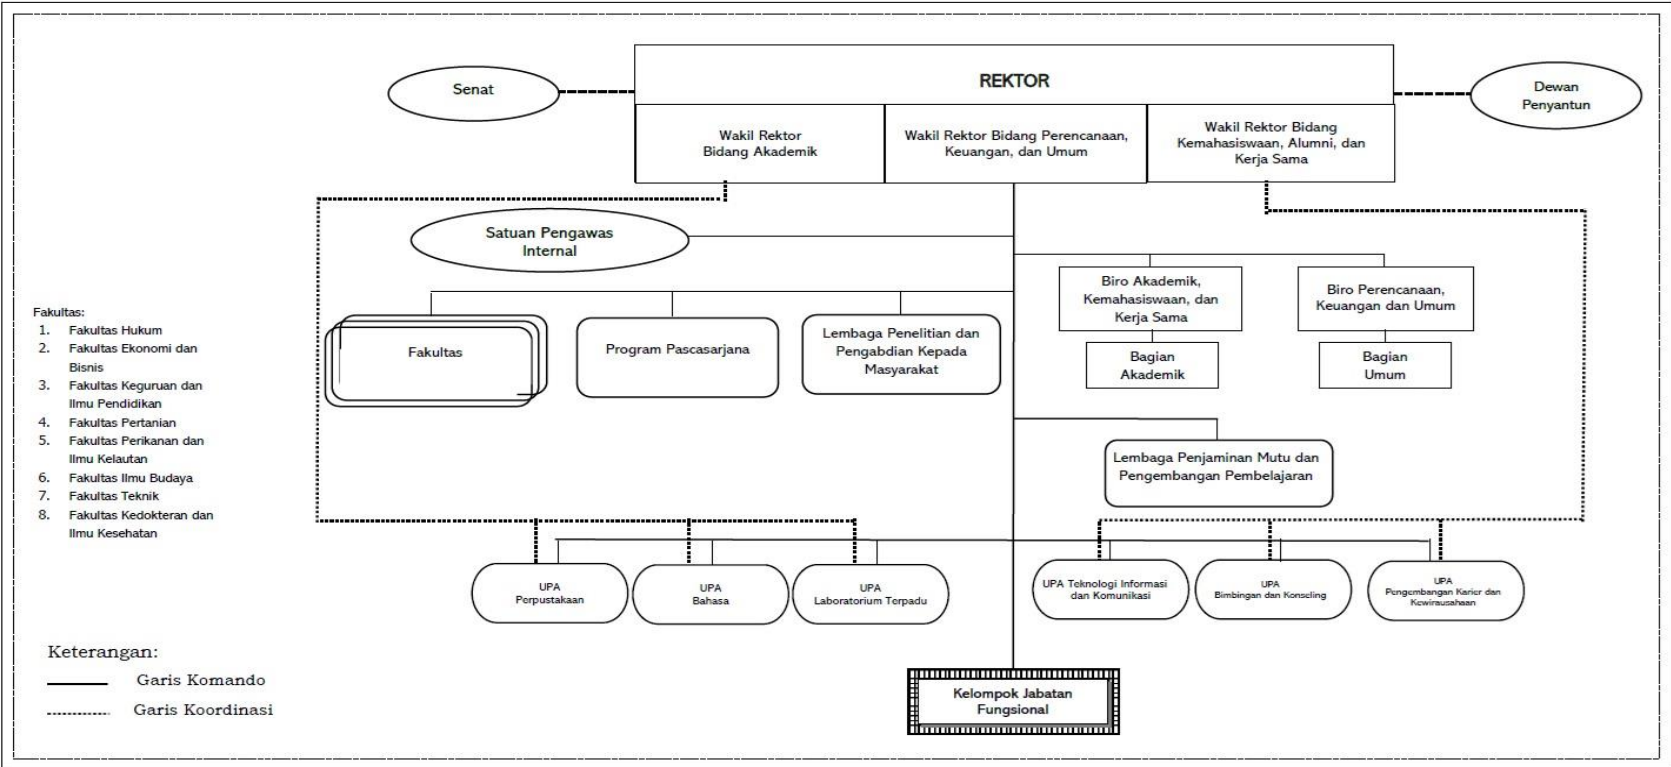 REKTOR
Senat
Dewan
Penyantun
Wakil Rektor
Bidang Akademik
Wakil Rektor Bidang Perencanaan,
Keuangan, dan Umum
Wakil Rektor Bidang
Kemahasiswaan, Alumni, dan
Kerja Sama
Satuan Pengawas
Internal
Biro Akademik,
Kemahasiswaan, dan
Kerja Sama
Biro Perencanaan,
Keuangan dan Umum
Bagian
Akademik
Bagian
Umum
Fakultas
Program Pascasarjana
Lembaga Penelitian dan
Pengabdian Kepada
Masyarakat
Fakultas:
1. Fakultas Hukum
2. Fakultas Ekonomi dan
Bisnis
3. Fakultas Keguruan dan
Ilmu Pendidikan
4. Fakultas Pertanian
5. Fakultas Perikanan dan
Ilmu Kelautan
6. Fakultas Ilmu Budaya
7. Fakultas Teknik
8. Fakultas Kedokteran dan
Ilmu Kesehatan
Lembaga Penjaminan Mutu dan
Pengembangan Pembelajaran
UPA
Perpustakaan
UPA
Bahasa
UPA
Laboratorium Terpadu
UPA Teknologi Informasi
dan Komunikasi
UPA
Bimbingan dan Konseling
UPA
Pengembangan Karier dan
Kewirausahaan
Keterangan:
Garis Komando
Garis Koordinasi
Kelompok Jabatan
Fungsional